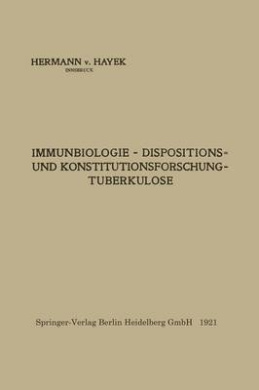 HERMANN v. HAYEK
INNSBRUCK
IMMUNBIOLOGIE - DISPOSITIONS-
UND KONSTITUTIONSFORSCHUNG-
TUBERKULOSE
Springer-Verlag Berlin Heidelberg GmbH 1921